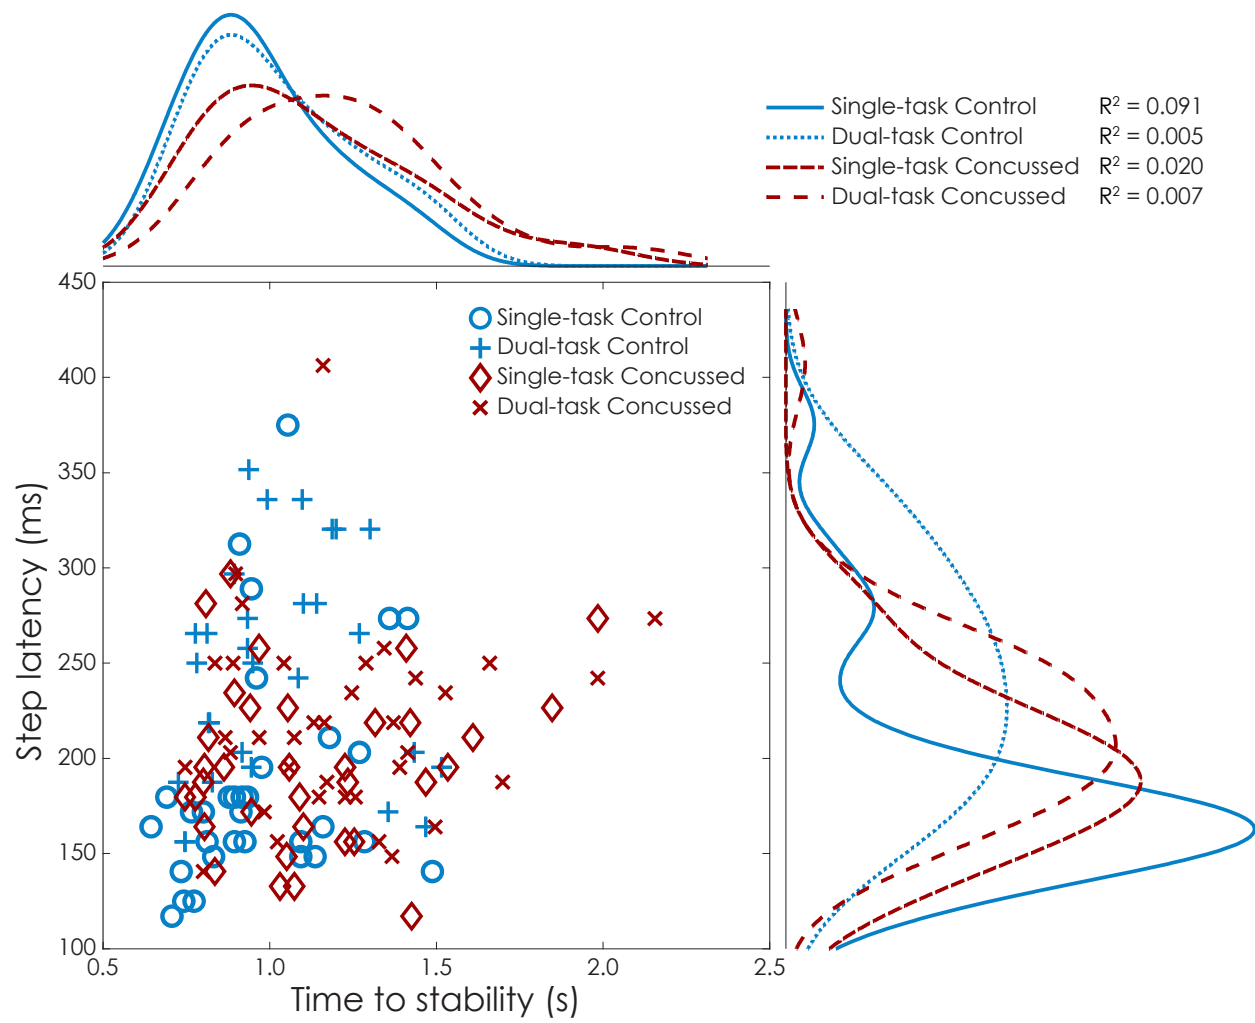 Single-task Control R² = 0.091
Dual-task Control R² = 0.005
Single-task Concussed R² = 0.020
Dual-task Concussed R² = 0.007
Single-task Control
Dual-task Control
Single-task Concussed
Dual-task Concussed
450
400
350
300
250
200
150
100
Step latency (ms)
0.5 1.0 1.5 2.0 2.5
Time to stability (s)